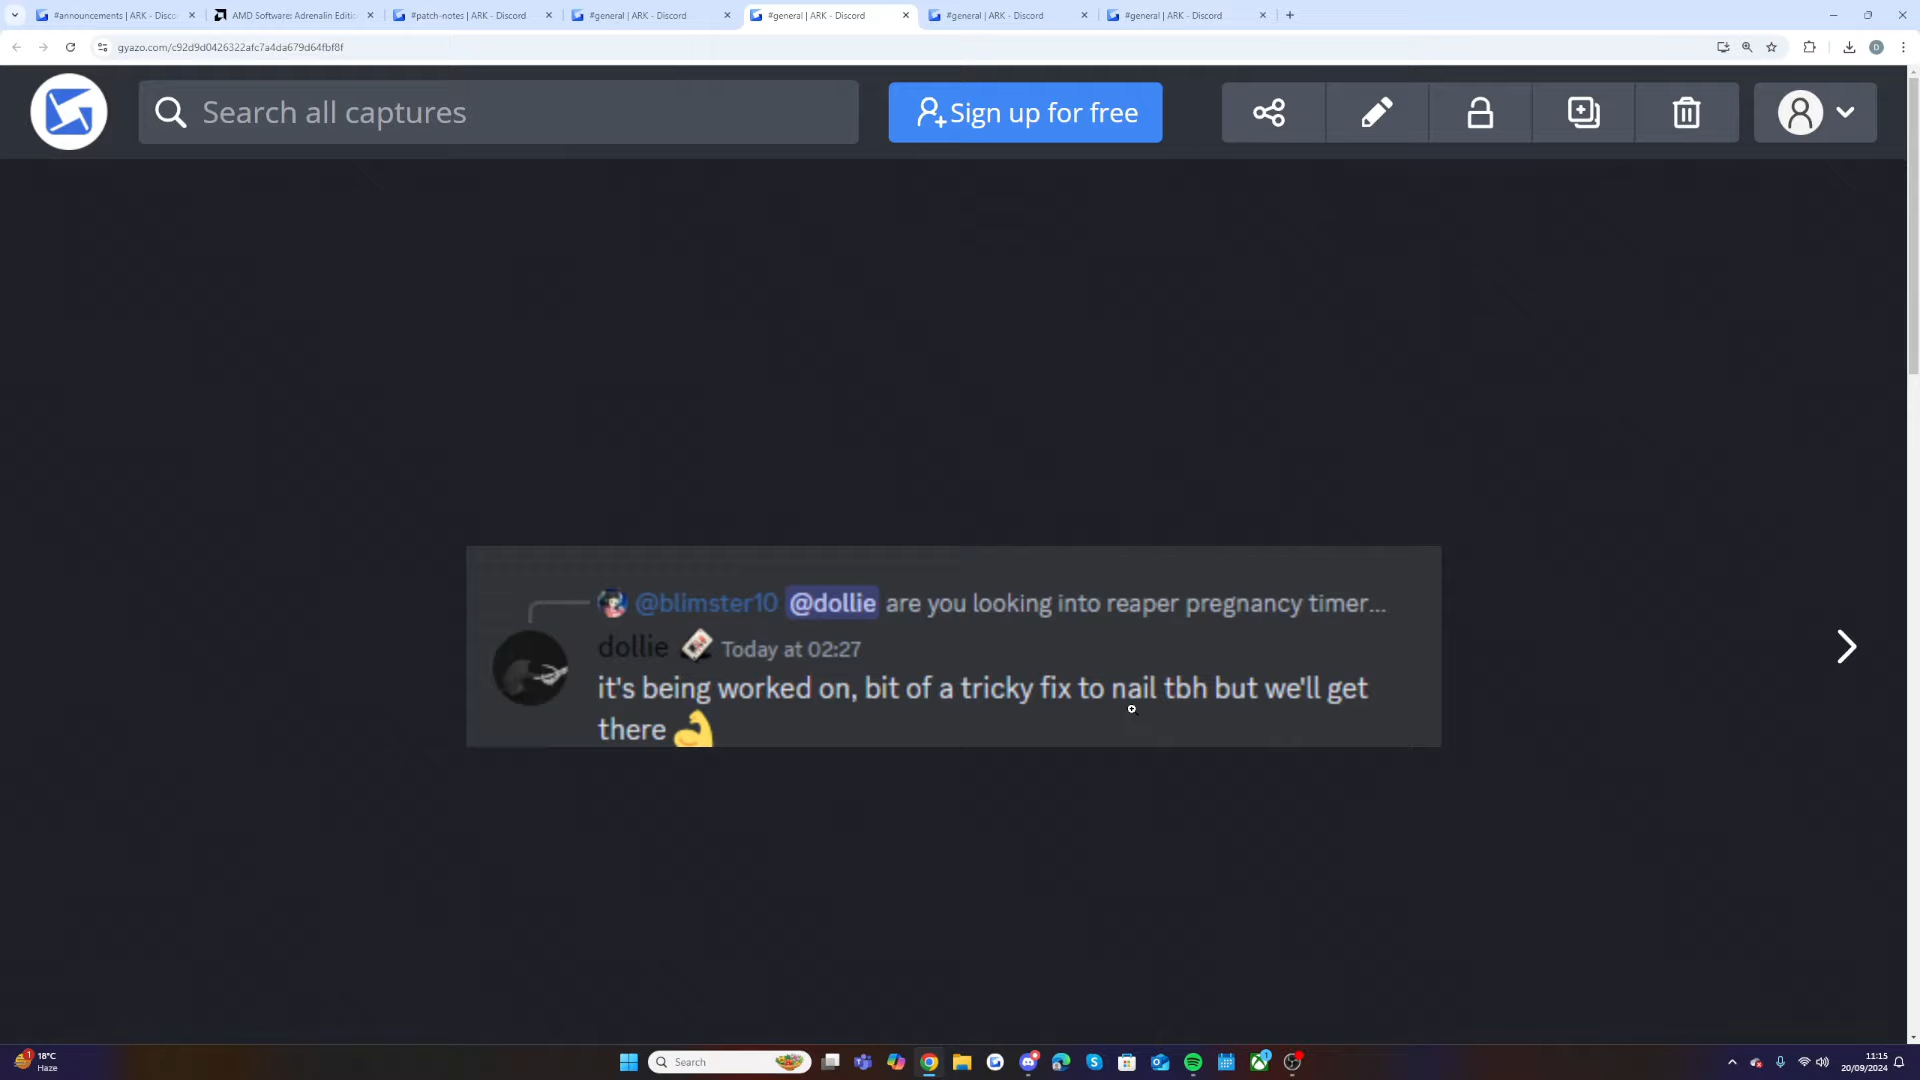 #announcements | ARK - Disco
AMD Software: Adrenalin Editi
#patch-notes | ARK - Discord
#general | ARK - Discord
#general | ARK - Discord
#general | ARK - Discord
#general | ARK - Discord
gyazo.com/c92d9d0426322afc7a4da679d64fbf8f
D
Search all captures
Sign up for free
@blimster10 @dollie are you looking into reaper pregnancy timer...
dollie Today at 02:27
it's being worked on, bit of a tricky fix to nail tbh but we'll get
there
1
18°C
Haze
Search
1
11:15
20/09/2024